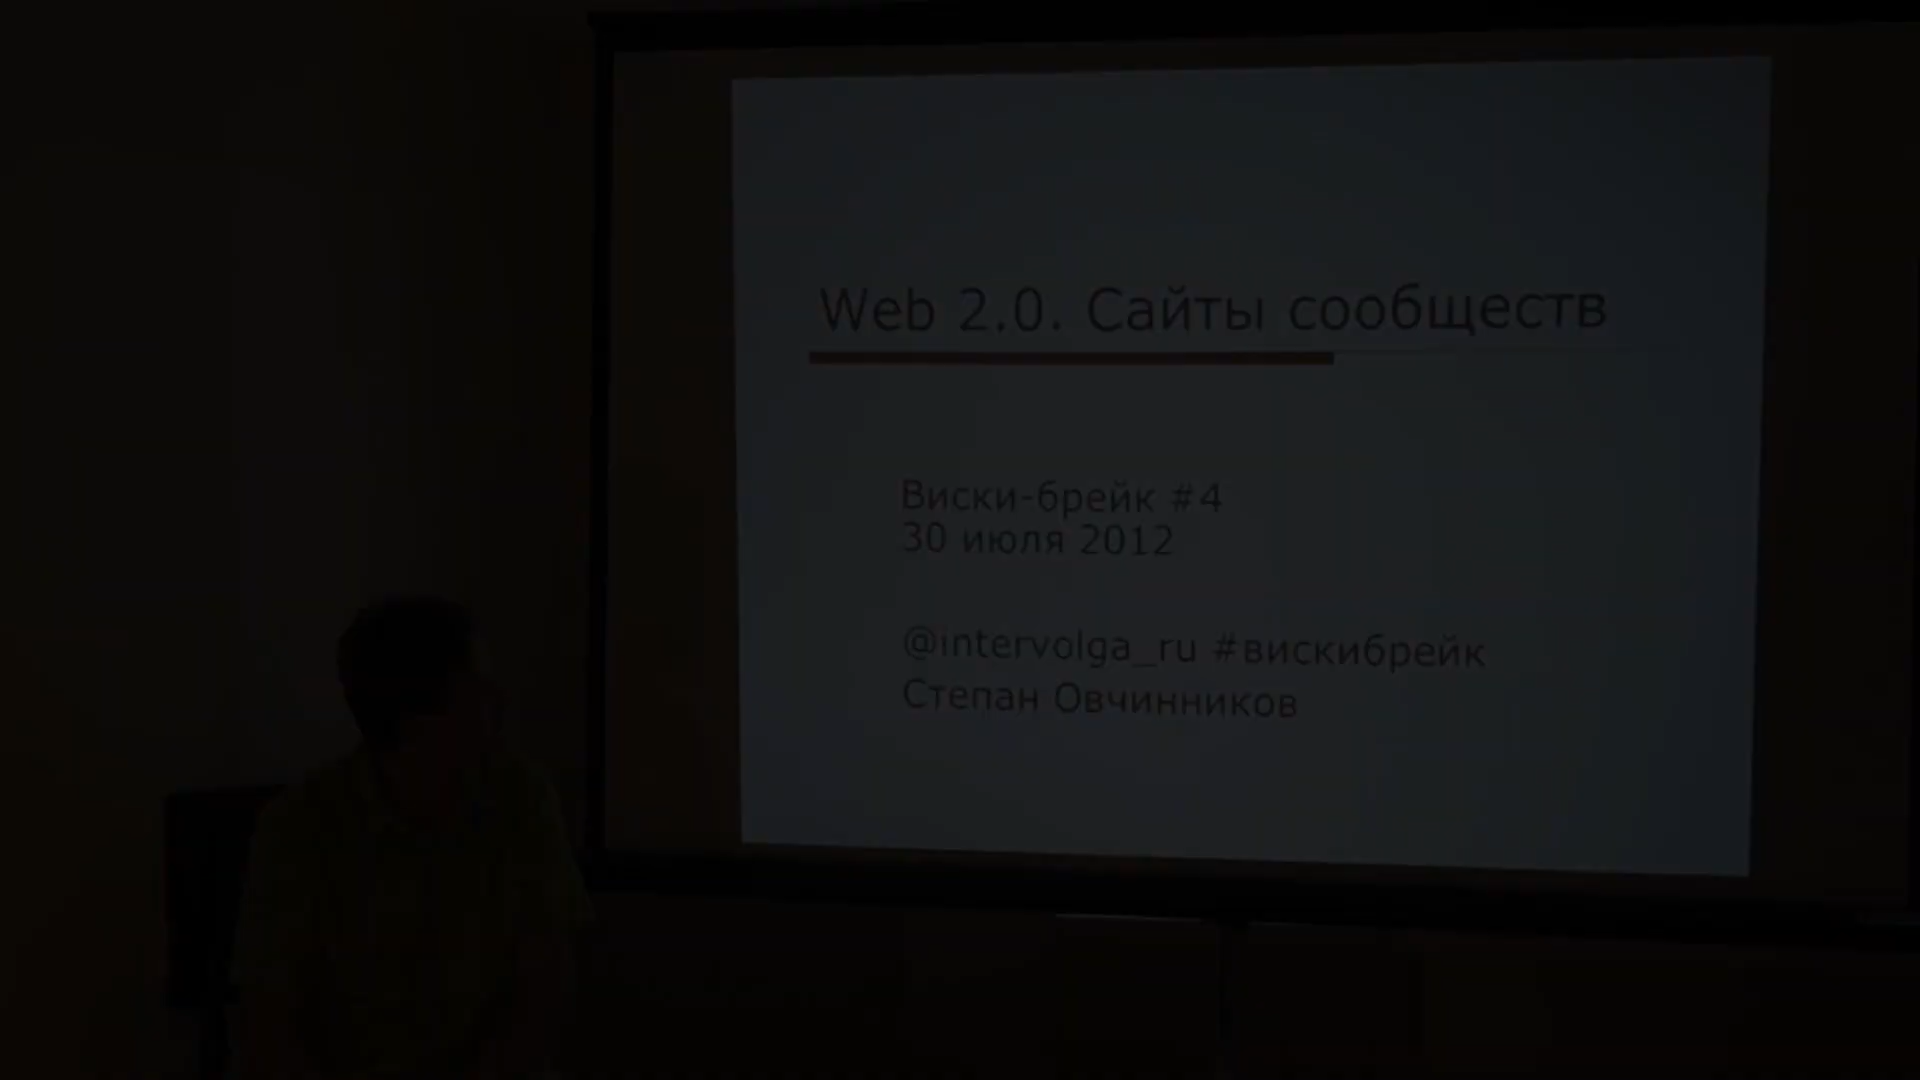 Web 2.0. Сайты сообществ
Виски-брейк #4
30 июля 2012
@intervolga_ru #вискибрейк
Степан Овчинников